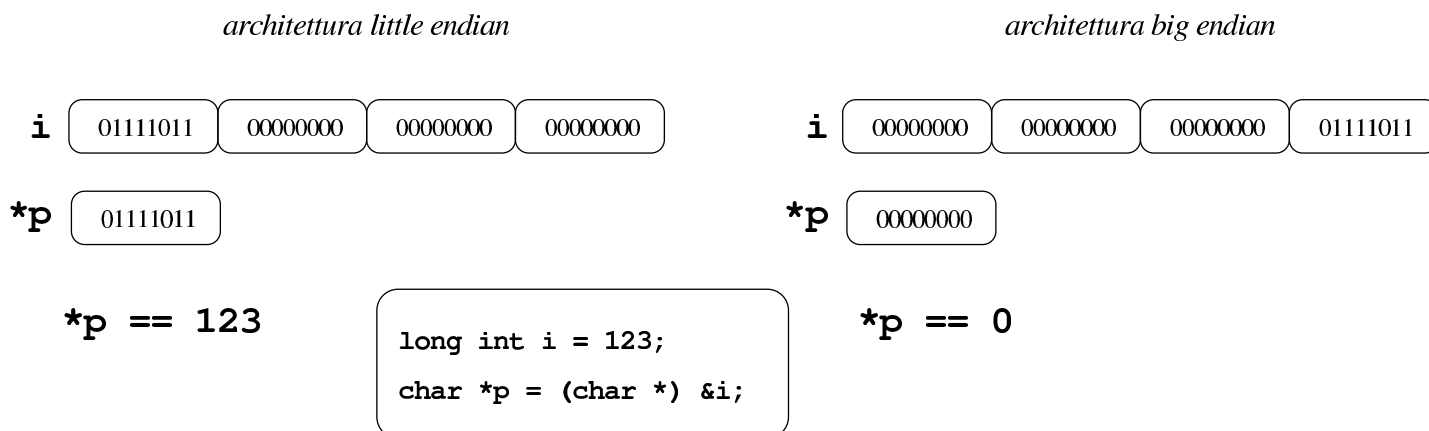 architettura little endian
architettura big endian
i 01111011 00000000 00000000 00000000
i 00000000 00000000 00000000 01111011
*p 01111011
*p 00000000
*p == 123
*p == 0
long int i = 123;
char *p = (char *) &i;